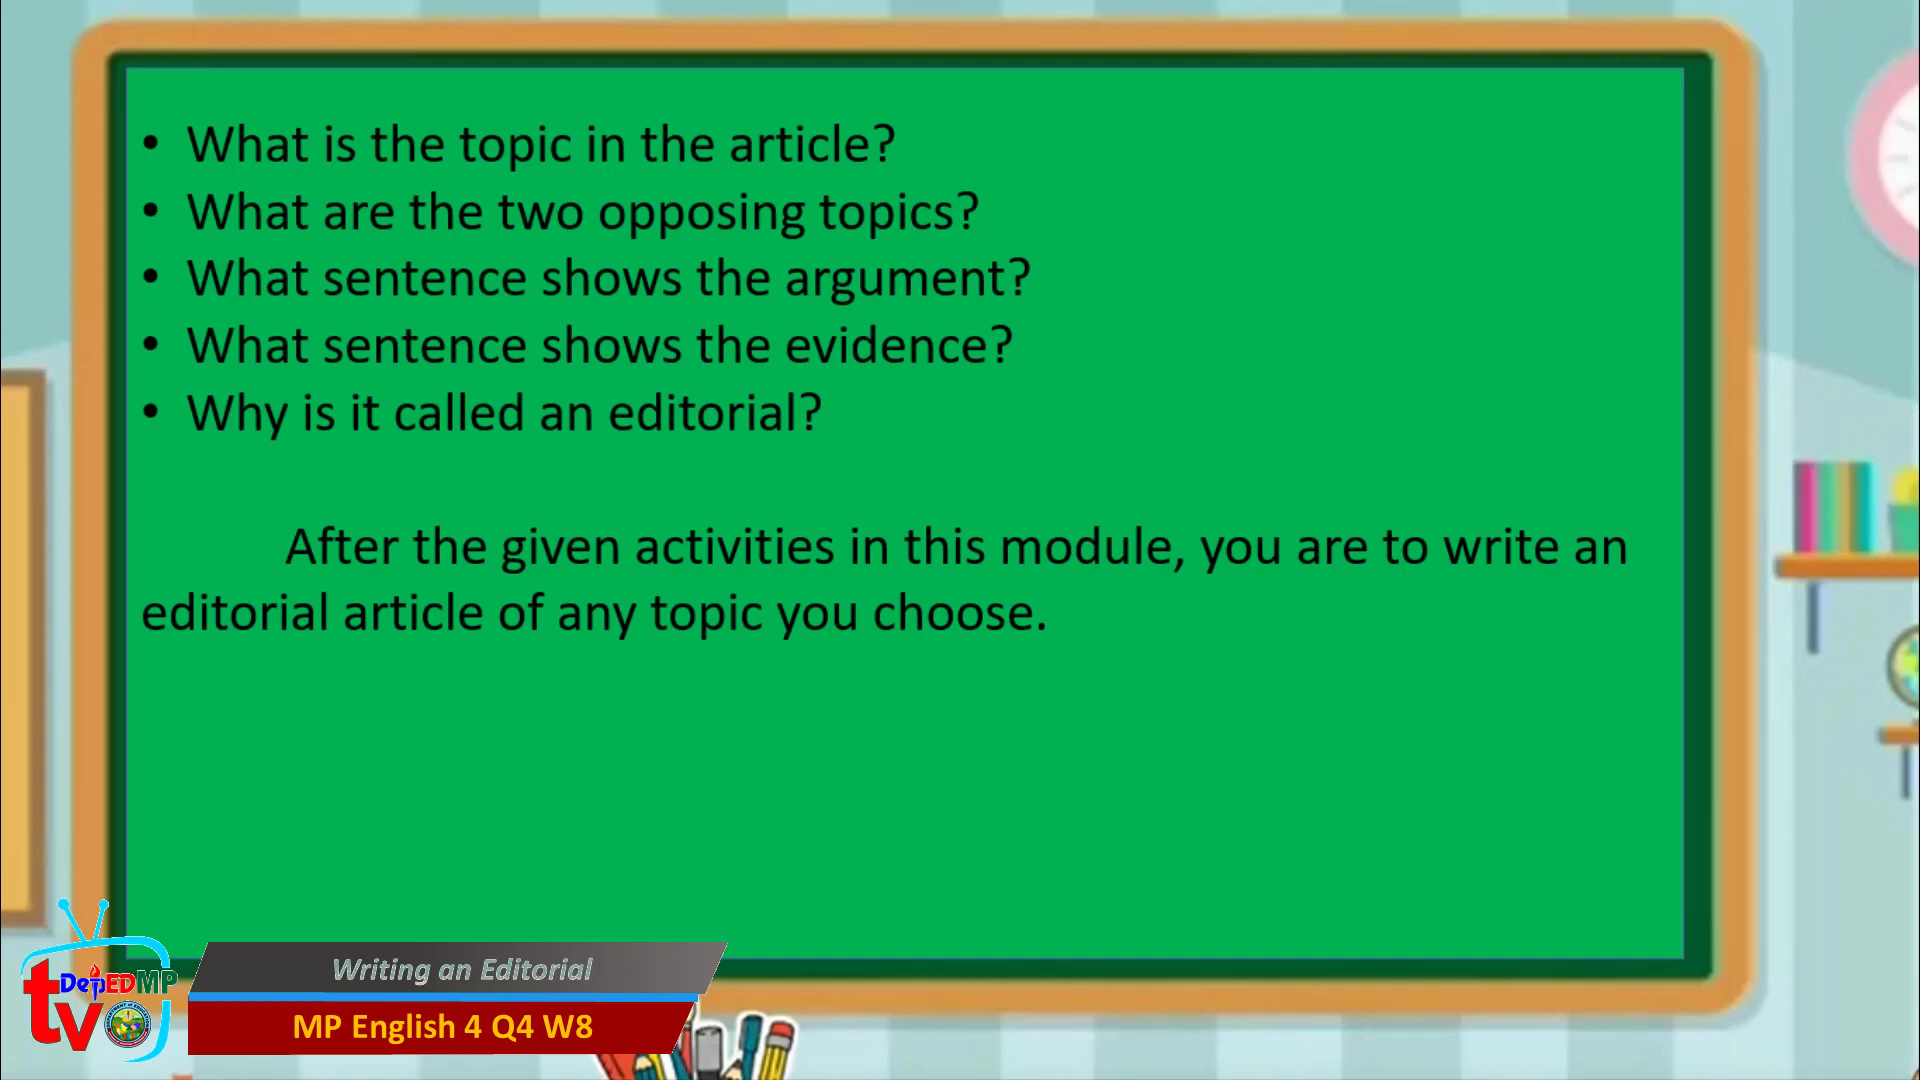 • What is the topic in the article?
• What are the two opposing topics?
• What sentence shows the argument?
• What sentence shows the evidence?
• Why is it called an editorial?
After the given activities in this module, you are to write an
editorial article of any topic you choose.
Writing an Editorial
DepEDMP
tv
MP English 4 Q4 W8